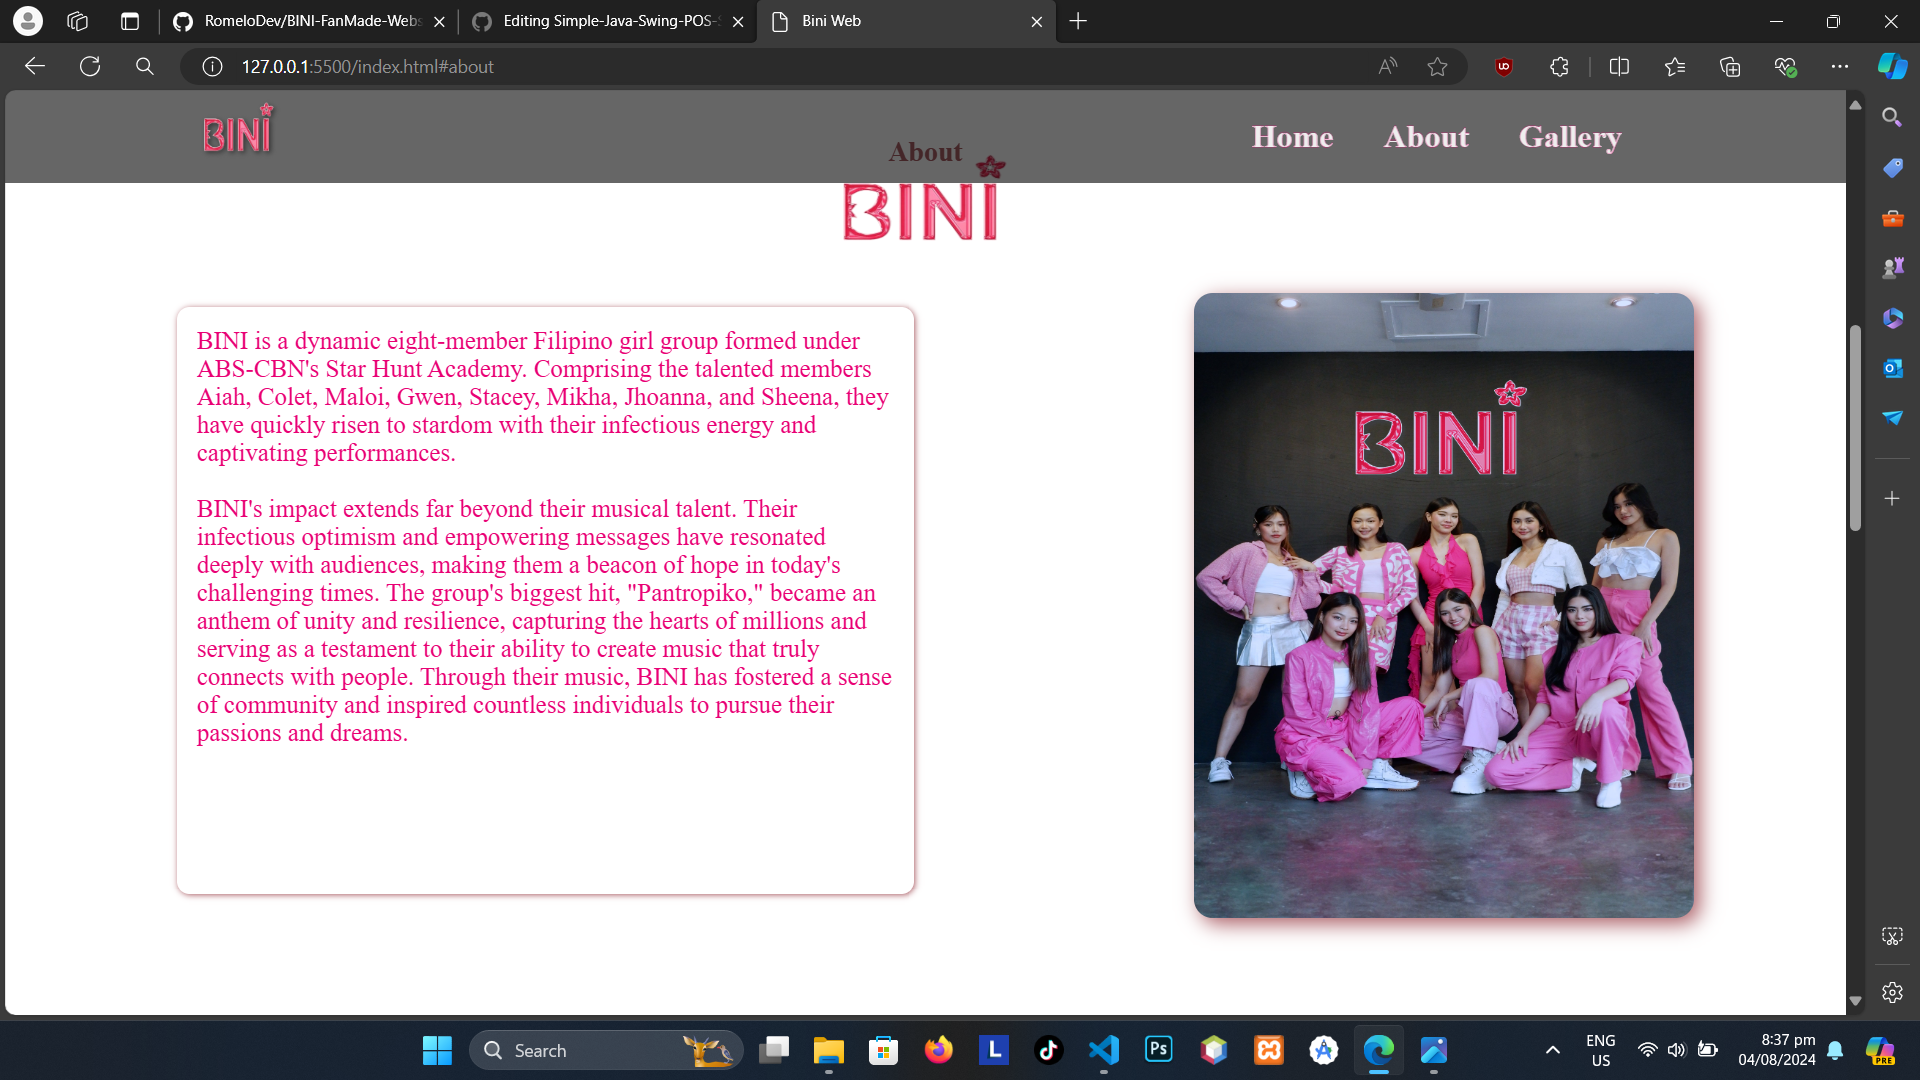 RomeloDev/BINI-FanMade-Webs
Editing Simple-Java-Swing-POS-S
Bini Web
127.0.0.1:5500/index.html#about
BINI
Home
About
Gallery
About
BINI
BINI is a dynamic eight-member Filipino girl group formed under
ABS-CBN's Star Hunt Academy. Comprising the talented members
Aiah, Colet, Maloi, Gwen, Stacey, Mikha, Jhoanna, and Sheena, they
have quickly risen to stardom with their infectious energy and
captivating performances.
BINI's impact extends far beyond their musical talent. Their
infectious optimism and empowering messages have resonated
deeply with audiences, making them a beacon of hope in today's
challenging times. The group's biggest hit, "Pantropiko," became an
anthem of unity and resilience, capturing the hearts of millions and
serving as a testament to their ability to create music that truly
connects with people. Through their music, BINI has fostered a sense
of community and inspired countless individuals to pursue their
passions and dreams.
BINI
Search
L
Ps
ENG
US
8:37 pm
04/08/2024
PRE